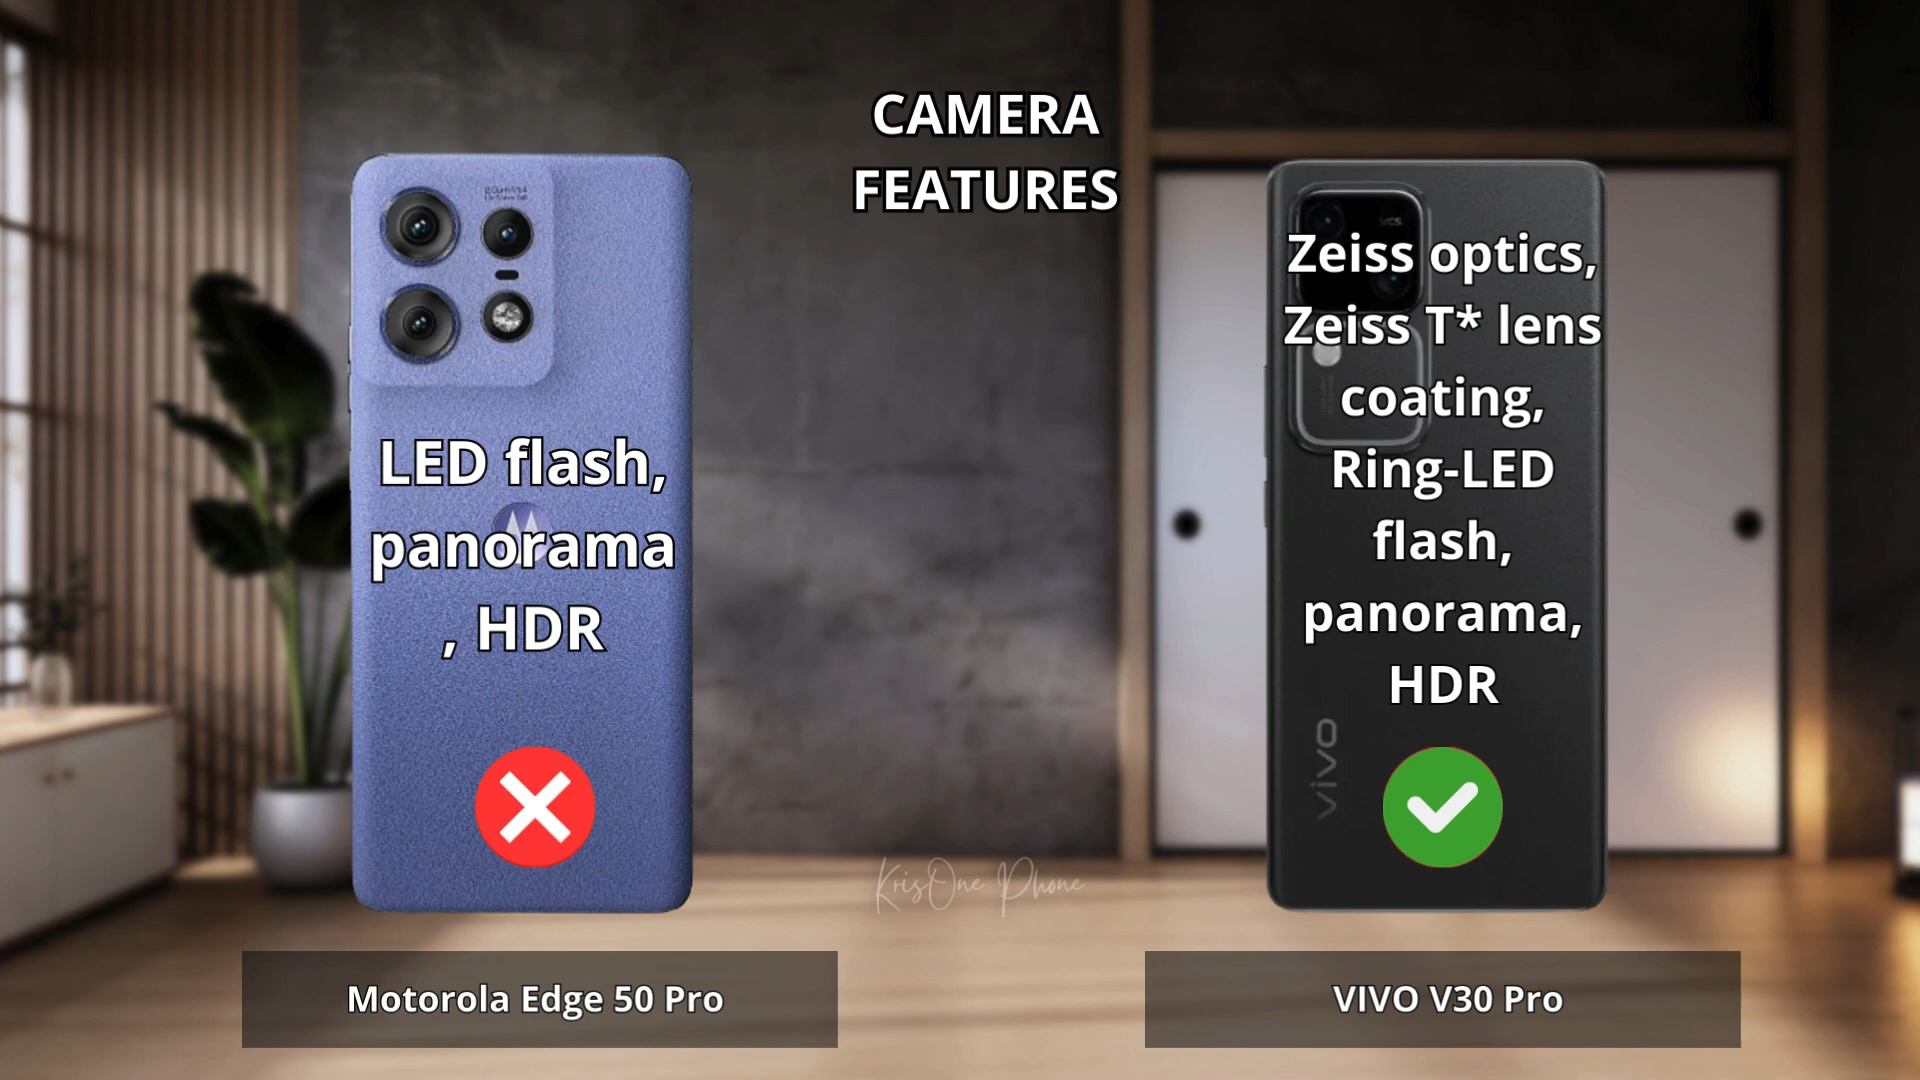 CAMERA
FEATURES
LED flash,
panorama
, HDR
Zeiss optics,
Zeiss T* lens
coating,
Ring-LED
flash,
panorama,
HDR
vivo
KrisOne Phone
Motorola Edge 50 Pro
VIVO V30 Pro